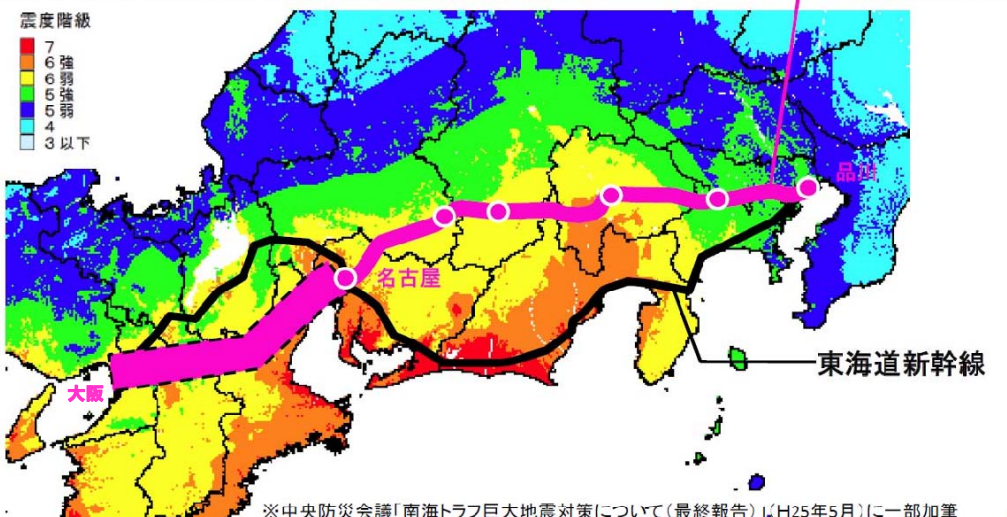 震度階級
7
6強
6弱
5強
5弱
4
3以下
品川
名古屋
東海道新幹線
大阪
※中央防災会議「南海トラフ巨大地震対策について(最終報告)」(H25年5月)に一部加筆